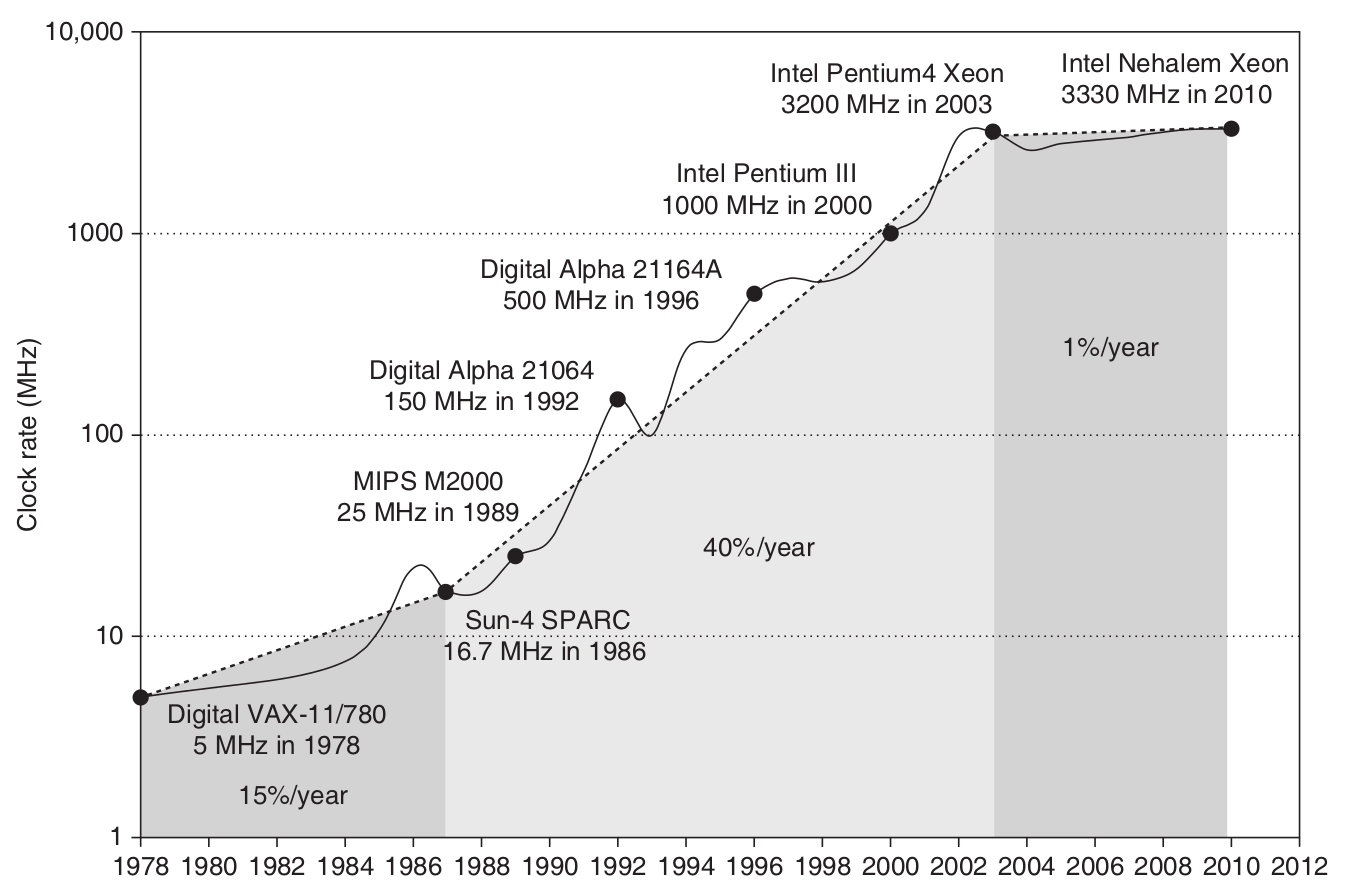 10,000
1000
100
10
1
Clock rate (MHz)
Intel Pentium4 Xeon
3200 MHz in 2003
Intel Nehalem Xeon
3330 MHz in 2010
Intel Pentium III
1000 MHz in 2000
Digital Alpha 21164A
500 MHz in 1996
1%/year
Digital Alpha 21064
150 MHz in 1992
MIPS M2000
25 MHz in 1989
40%/year
Sun-4 SPARC
16.7 MHz in 1986
Digital VAX-11/780
5 MHz in 1978
15%/year
1978 1980 1982 1984 1986 1988 1990 1992 1994 1996 1998 2000 2002 2004 2006 2008 2010 2012